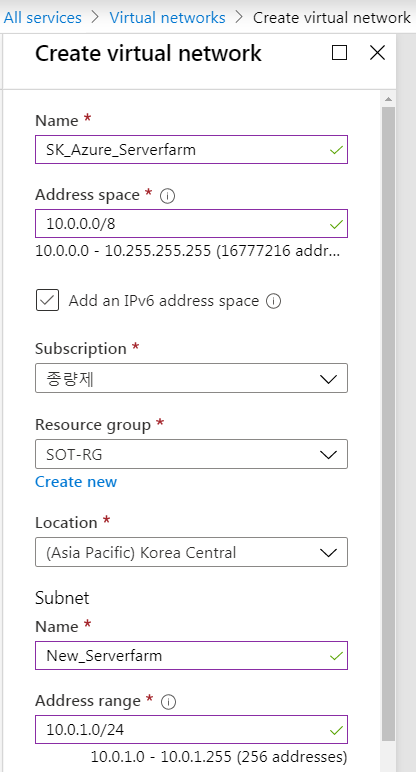 All services > Virtual networks > Create virtual network
Create virtual network
Name *
SK_Azure_Serverfarm
Address space *
10.0.0.0/8
10.0.0.0 - 10.255.255.255 (16777216 addr...
Add an IPv6 address space
Subscription *
종량제
Resource group *
SOT-RG
Create new
Location *
(Asia Pacific) Korea Central
Subnet
Name *
New_Serverfarm
Address range *
10.0.1.0/24
10.0.1.0 - 10.0.1.255 (256 addresses)